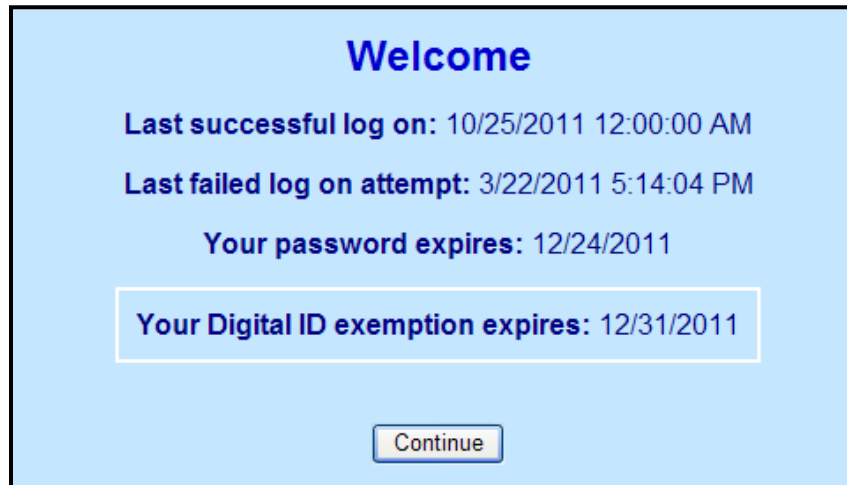 Welcome
Last successful log on: 10/25/2011 12:00:00 AM
Last failed log on attempt: 3/22/2011 5:14:04 PM
Your password expires: 12/24/2011
Your Digital ID exemption expires: 12/31/2011
Continue